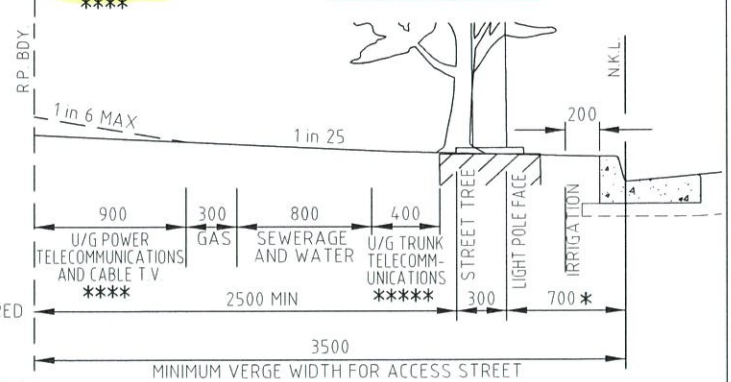 ****
R.P. BDY.
N.K.L.
1 in 6 MAX
1 in 25
200
900
300
800
400
U/G POWER
TELECOMMUNICATIONS
AND CABLE T V
****
GAS
SEWERAGE
AND WATER
U/G TRUNK
TELECOMM-
UNICATIONS
*****
STREET TREE
LIGHT POLE FACE
IRRIGATION
RED
2500 MIN
300
700 *
3500
MINIMUM VERGE WIDTH FOR ACCESS STREET